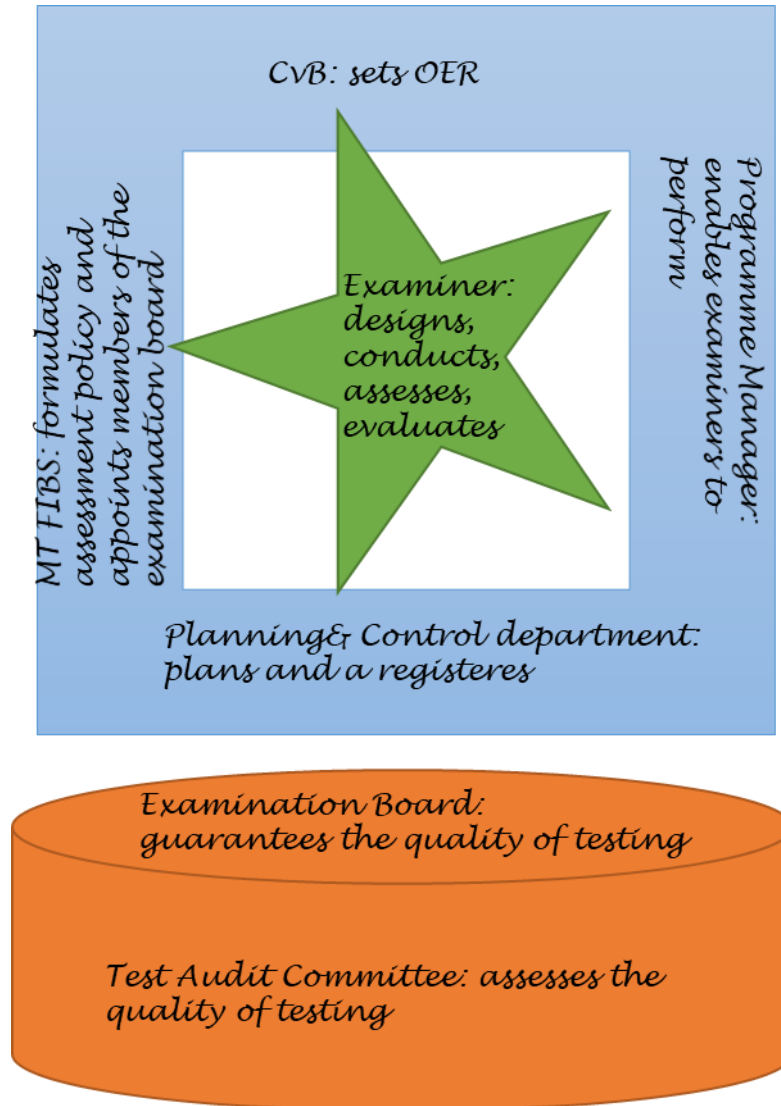 CvB: sets OER
MT FIBS: formulates
assessment policy and
appoints members of the
examination board
Examiner:
designs,
conducts,
assesses,
evaluates
Programme Manager:
enables examiners to
perform
Planning& Control department:
plans and a registeres
Examination Board:
guarantees the quality of testing
Test Audit Committee: assesses the
quality of testing